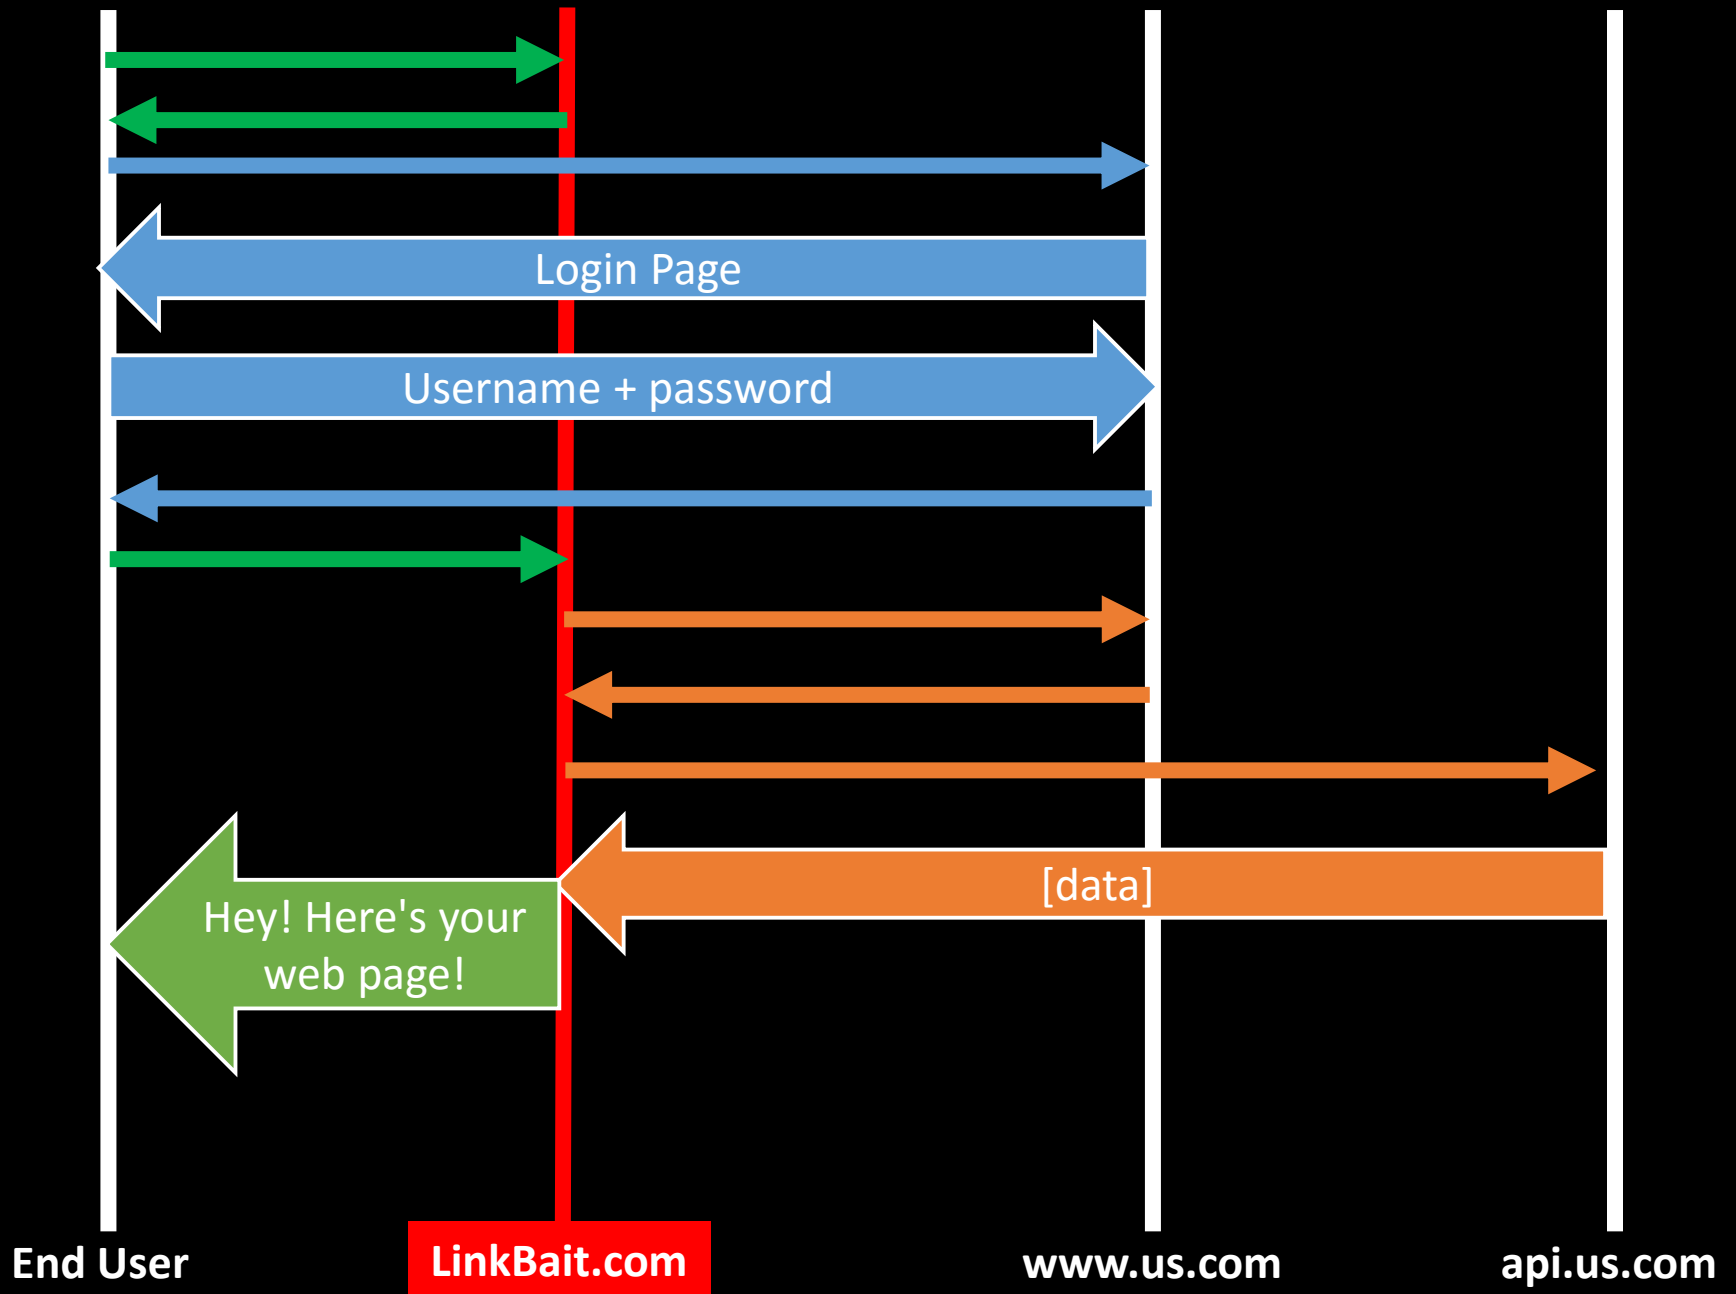 Login Page
Username + password
[data]
Hey! Here's your
web page!
End User
LinkBait.com
www.us.com
api.us.com